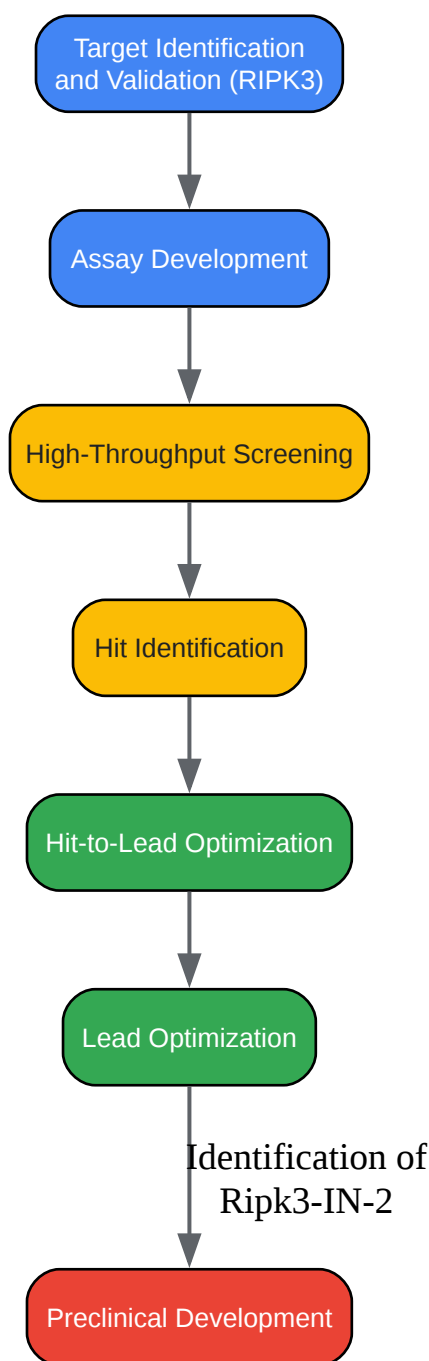 Target Identification
and Validation (RIPK3)
Assay Development
High-Throughput Screening
Hit Identification
Hit-to-Lead Optimization
Lead Optimization
Identification of
Ripk3-IN-2
Preclinical Development